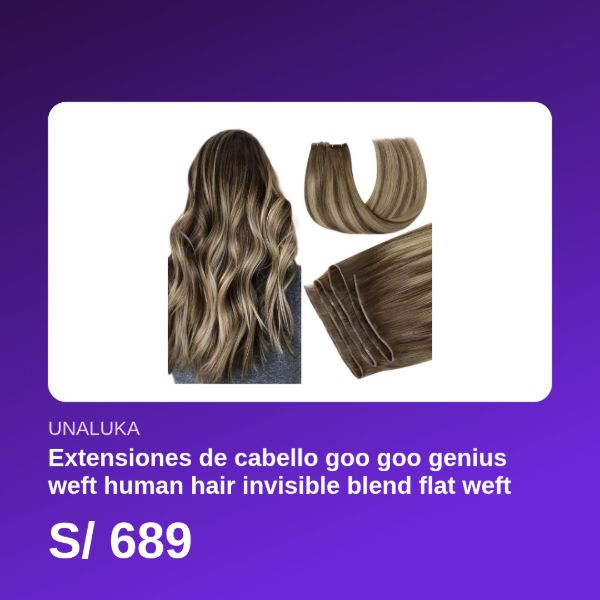 UNALUKA
Extensiones de cabello goo goo genius
weft human hair invisible blend flat weft
S/ 689